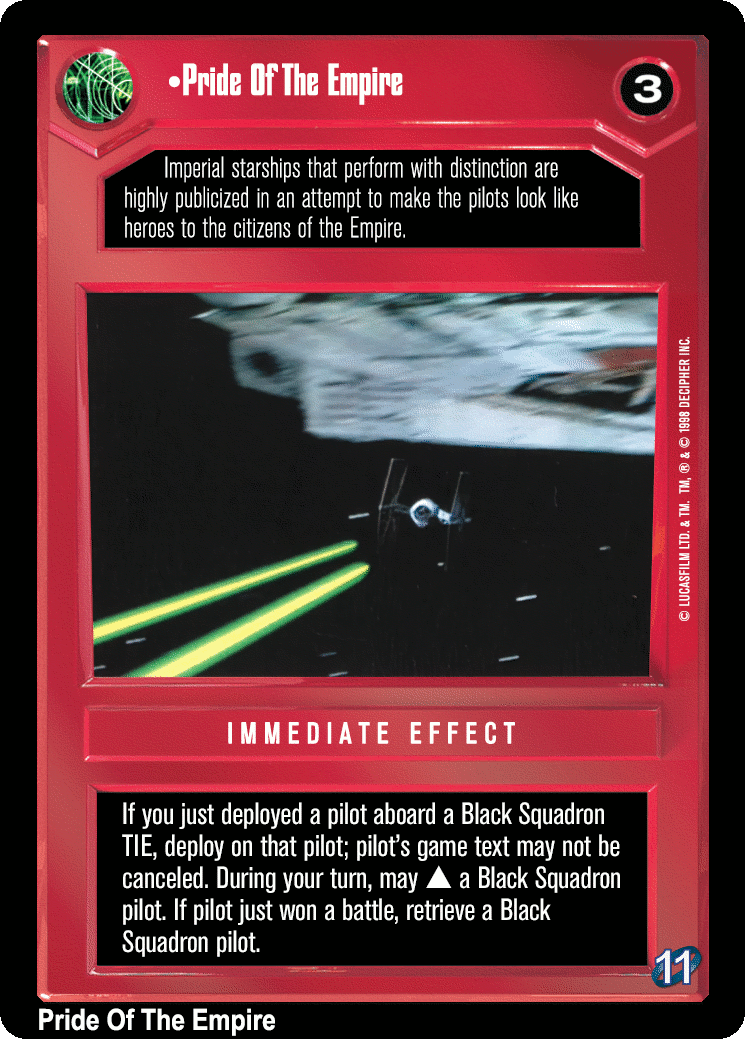 •Pride Of The Empire
3
Imperial starships that perform with distinction are
highly publicized in an attempt to make the pilots look like
heroes to the citizens of the Empire.
© LUCASFILM LTD. & TM. TM, ® & © 1998 DECIPHER INC.
IMMEDIATE EFFECT
If you just deployed a pilot aboard a Black Squadron
TIE, deploy on that pilot; pilot's game text may not be
canceled. During your turn, may ▲ a Black Squadron
pilot. If pilot just won a battle, retrieve a Black
Squadron pilot.
11
Pride Of The Empire